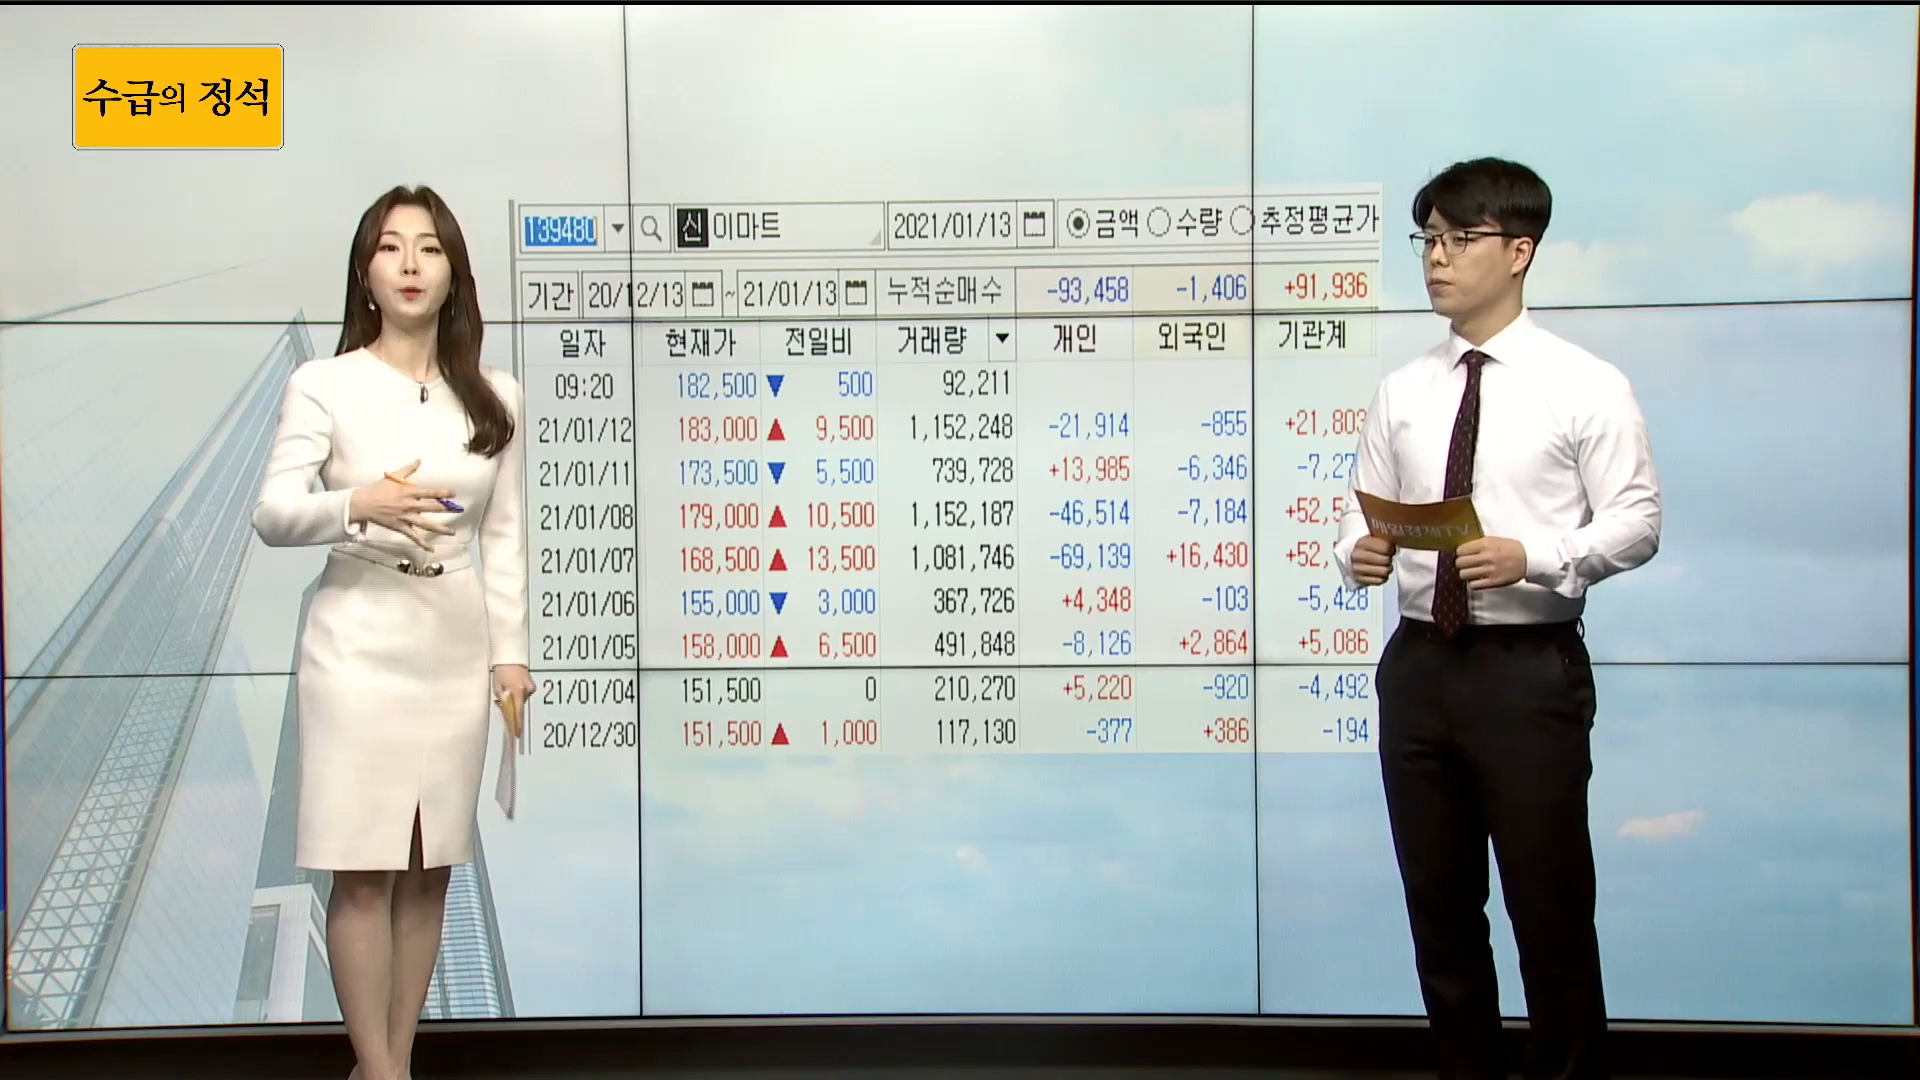 수급의 정석
139480 신 이마트 2021/01/13 금액 수량 추정평균가
기간 20/12/13 ~ 21/01/13 누적순매수 -93,458 -1,406 +91,936
일자 현재가 전일비 거래량 개인 외국인 기관계
09:20 182,500 ▼ 500 92,211
21/01/12 183,000 ▲ 9,500 1,152,248 -21,914 -855 +21,803
21/01/11 173,500 ▼ 5,500 739,728 +13,985 -6,346
21/01/08 179,000 ▲ 10,500 1,152,187 -46,514 -7,184
21/01/07 168,500 ▲ 13,500 1,081,746 -69,139 +16,430
21/01/06 155,000 ▼ 3,000 367,726 +4,348 -103 -5,428
21/01/05 158,000 ▲ 6,500 491,848 -8,126 +2,864 +5,086
21/01/04 151,500 0 210,270 +5,220 -920 -4,492
20/12/30 151,500 ▲ 1,000 117,130 -377 +386 -194